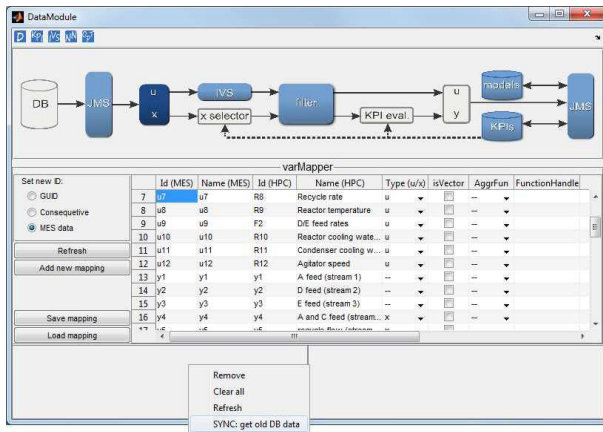 DataModule
D KPI IVS NN
DB JMS u x IVS x selector filter KPI eval. u y models KPIs JMS
varMapper
Set new ID:
GUID
Consequetive
MES data
Refresh
Add new mapping
Save mapping
Load mapping
Id (MES) Name (MES) Id (HPC) Name (HPC) Type (u/x) isVector AggrFun FunctionHandle
7 u7 u7 R8 Recycle rate u --
8 u8 u8 R9 Reactor temperature u --
9 u9 u9 F2 D/E feed rates u --
10 u10 u10 R10 Reactor cooling wate... u --
11 u11 u11 R11 Condenser cooling w... u --
12 u12 u12 R12 Agitator speed u --
13 y1 y1 y1 A feed (stream 1) -- --
14 y2 y2 y2 D feed (stream 2) -- --
15 y3 y3 y3 E feed (stream 3) -- --
16 y4 y4 y4 A and C feed (stream... x --
Remove
Clear all
Refresh
SYNC: get old DB data